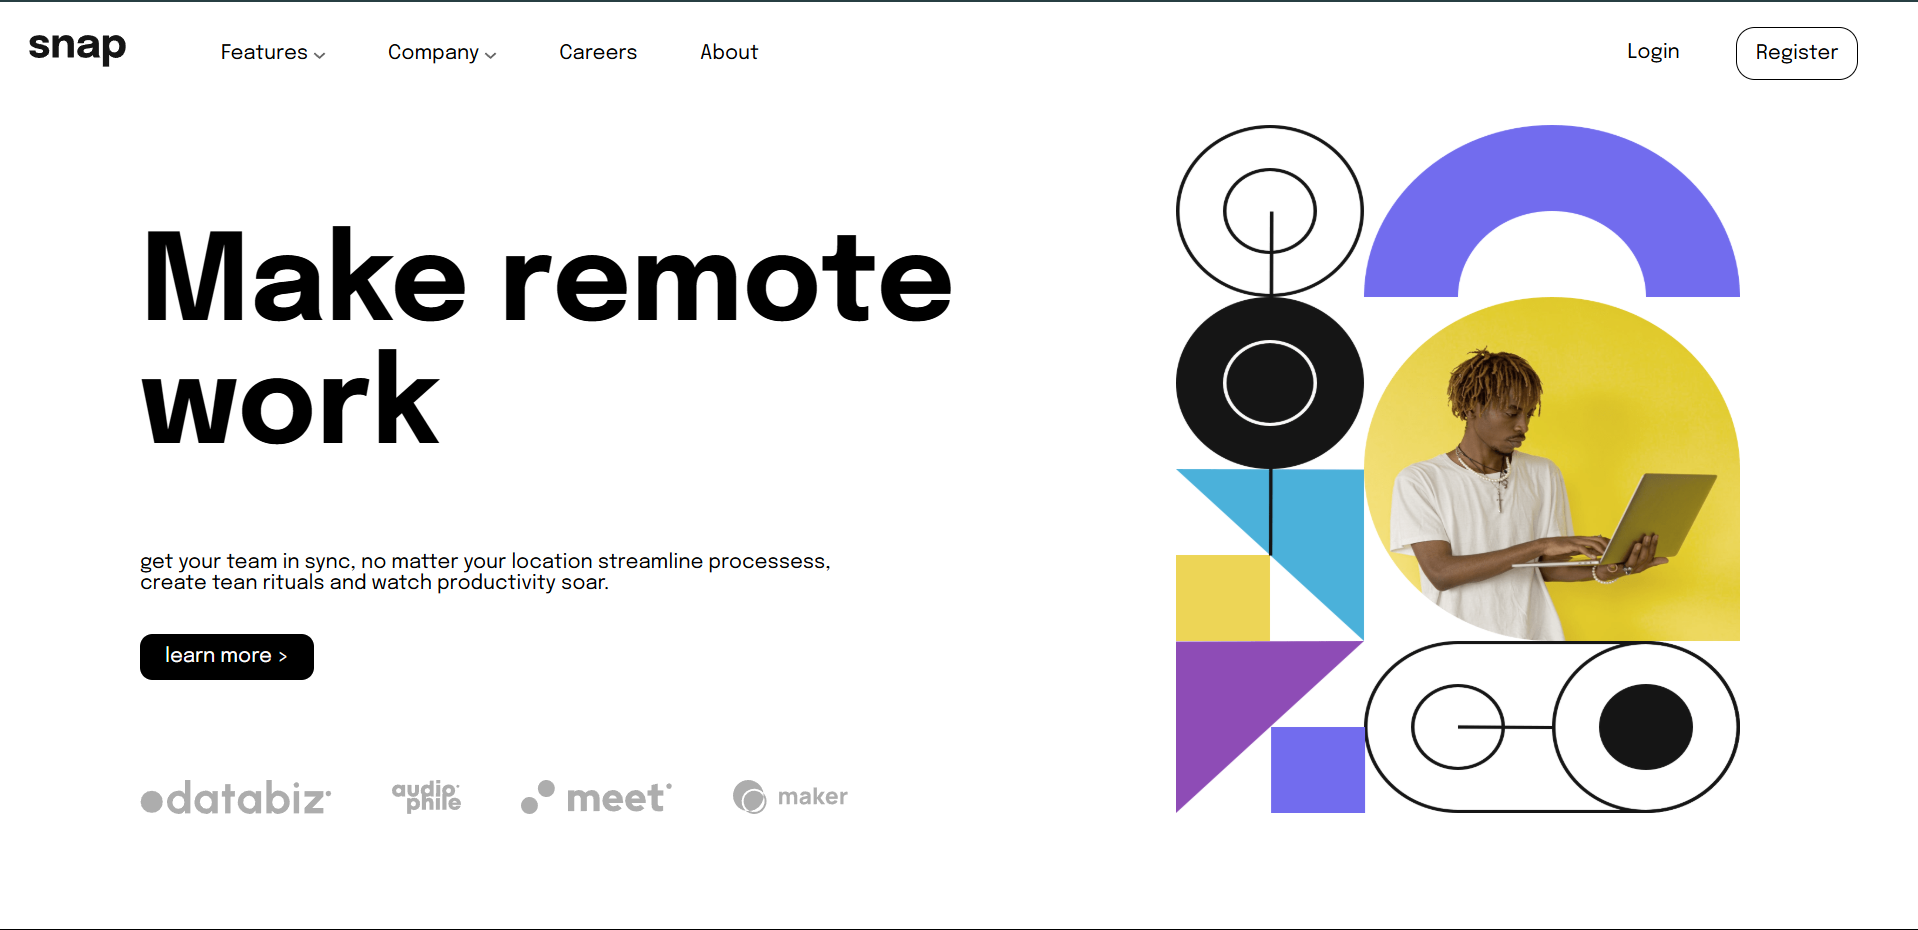 snap
Features
Company
Careers
About
Login
Register
Make remote
work
get your team in sync, no matter your location streamline processess,
create tean rituals and watch productivity soar.
learn more >
databiz
audio
phile
meet
maker